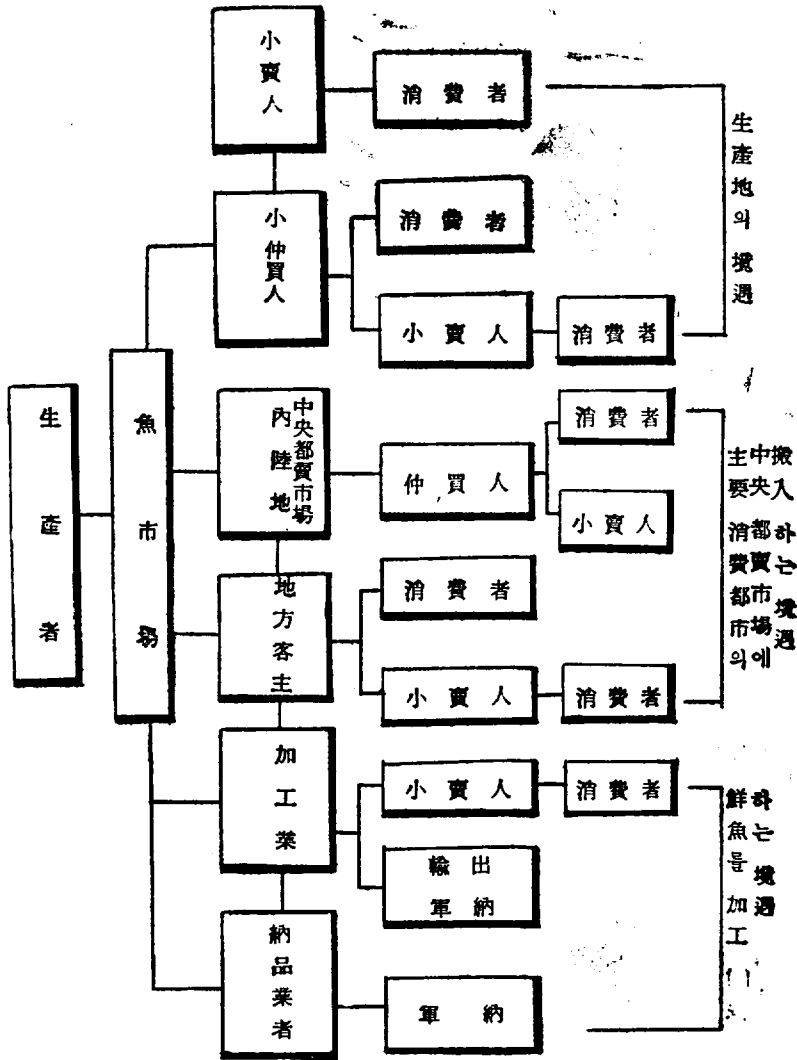 生產者
魚市場
小賣人
消費者
小仲買人
消費者
小賣人
消費者
生產地의 境遇
內陸地
中央都賣市場
仲買人
消費者
小賣人
地方客主
消費者
小賣人
消費者
主要 消費都市의
中央都賣市場에
搬入 하는 境遇
加工業
小賣人
消費者
輸出
軍納
納品業者
軍納
鮮魚를 加工
하는 境遇